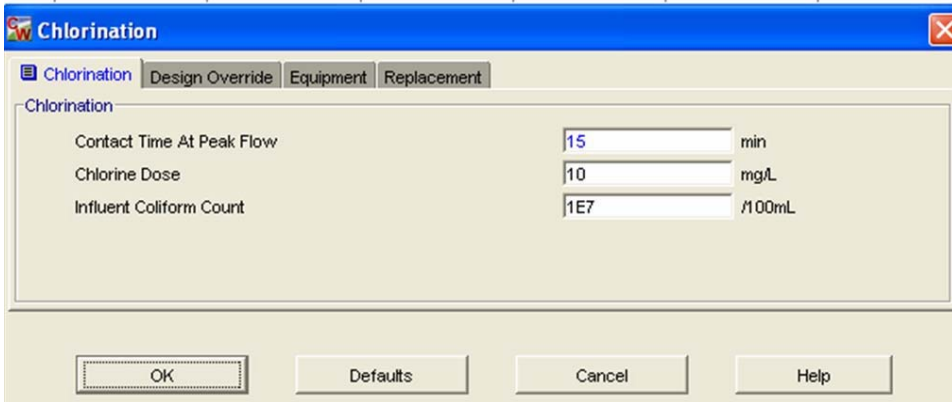 CW Chlorination
Chlorination Design Override Equipment Replacement
Chlorination
Contact Time At Peak Flow 15 min
Chlorine Dose 10 mg/L
Influent Coliform Count 1E7 /100mL
OK Defaults Cancel Help